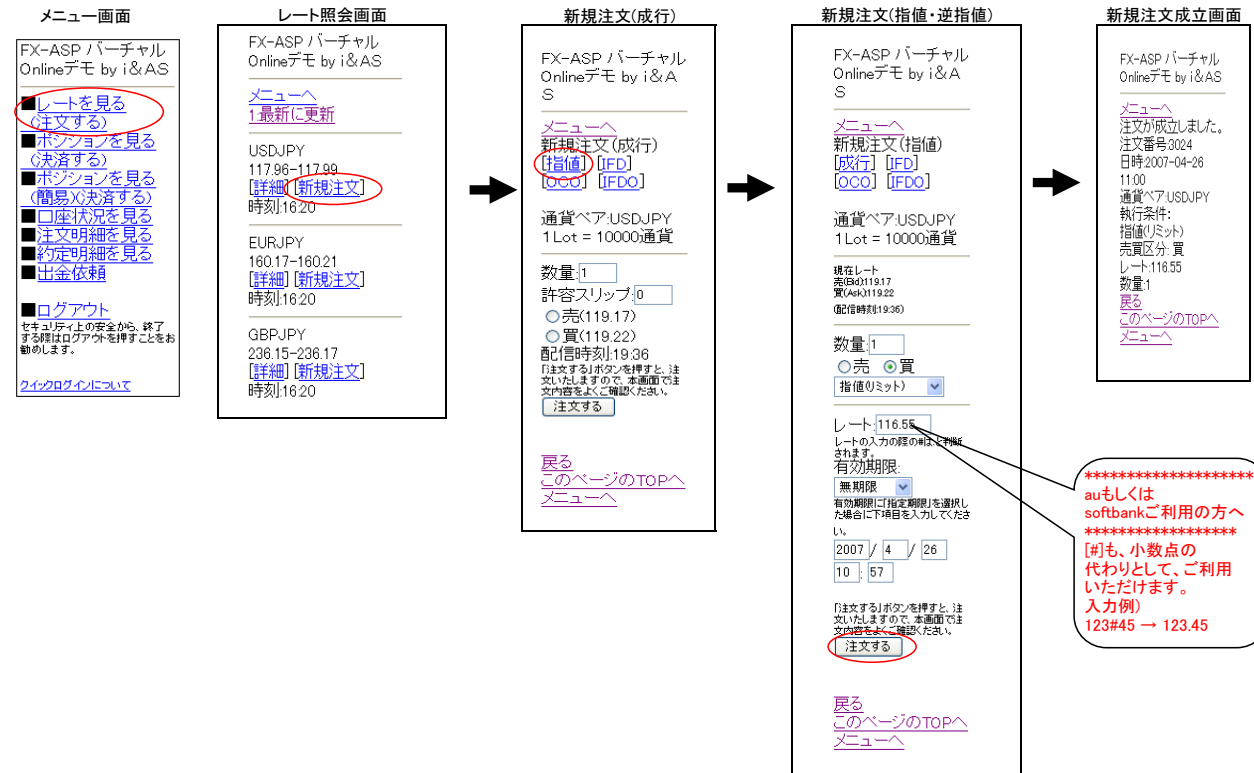 メニュー画面
FX-ASP バーチャル
Onlineデモ by i&AS
■レートを見る
(注文する)
■ポジションを見る
(決済する)
■ポジションを見る
(簡易)(決済する)
■口座状況を見る
■注文明細を見る
■約定明細を見る
■出金依頼
■ログアウト
セキュリティ上の安全から、終了
する際はログアウトを押すことをお
勧めします。
クイックログインについて
レート照会画面
FX-ASP バーチャル
Onlineデモ by i&AS
メニューへ
1:最新に更新
USDJPY
117.96-117.99
[詳細] [新規注文]
時刻:16:20
EURJPY
160.17-160.21
[詳細] [新規注文]
時刻:16:20
GBPJPY
236.15-236.17
[詳細] [新規注文]
時刻:16:20
新規注文(成行)
FX-ASP バーチャル
Onlineデモ by i&A
S
メニューへ
新規注文(成行)
[指値] [IFD]
[OCO] [IFDO]
通貨ペア:USDJPY
1Lot = 10000通貨
数量:1
許容スリップ:0
売(119.17)
買(119.22)
配信時刻:19:36
「注文する」ボタンを押すと、注
文いたしますので、本画面で注
文内容をよくご確認ください。
注文する
戻る
このページのTOPへ
メニューへ
新規注文(指値・逆指値)
FX-ASP バーチャル
Onlineデモ by i&A
S
メニューへ
新規注文(指値)
[成行] [IFD]
[OCO] [IFDO]
通貨ペア:USDJPY
1Lot = 10000通貨
現在レート
売(Bid):119.17
買(Ask):119.22
(配信時刻:19:36)
数量:1
売 買
指値(リミット)
レート:116.55
レートの入力の際の#は.と判断
されます。
有効期限:
無期限
有効期限に「指定期限」を選択し
た場合に下項目を入力してくださ
い。
2007 / 4 / 26
10 : 57
「注文する」ボタンを押すと、注
文いたしますので、本画面で注
文内容をよくご確認ください。
注文する
戻る
このページのTOPへ
メニューへ
********************
auもしくは
softbankご利用の方へ
******************
[#]も、小数点の
代わりとして、ご利用
いただけます。
入力例)
123#45 → 123.45
新規注文成立画面
FX-ASP バーチャル
Onlineデモ by i&AS
メニューへ
注文が成立しました。
注文番号:3024
日時:2007-04-26
11:00
通貨ペア:USDJPY
執行条件:
指値(リミット)
売買区分: 買
レート:116.55
数量:1
戻る
このページのTOPへ
メニューへ